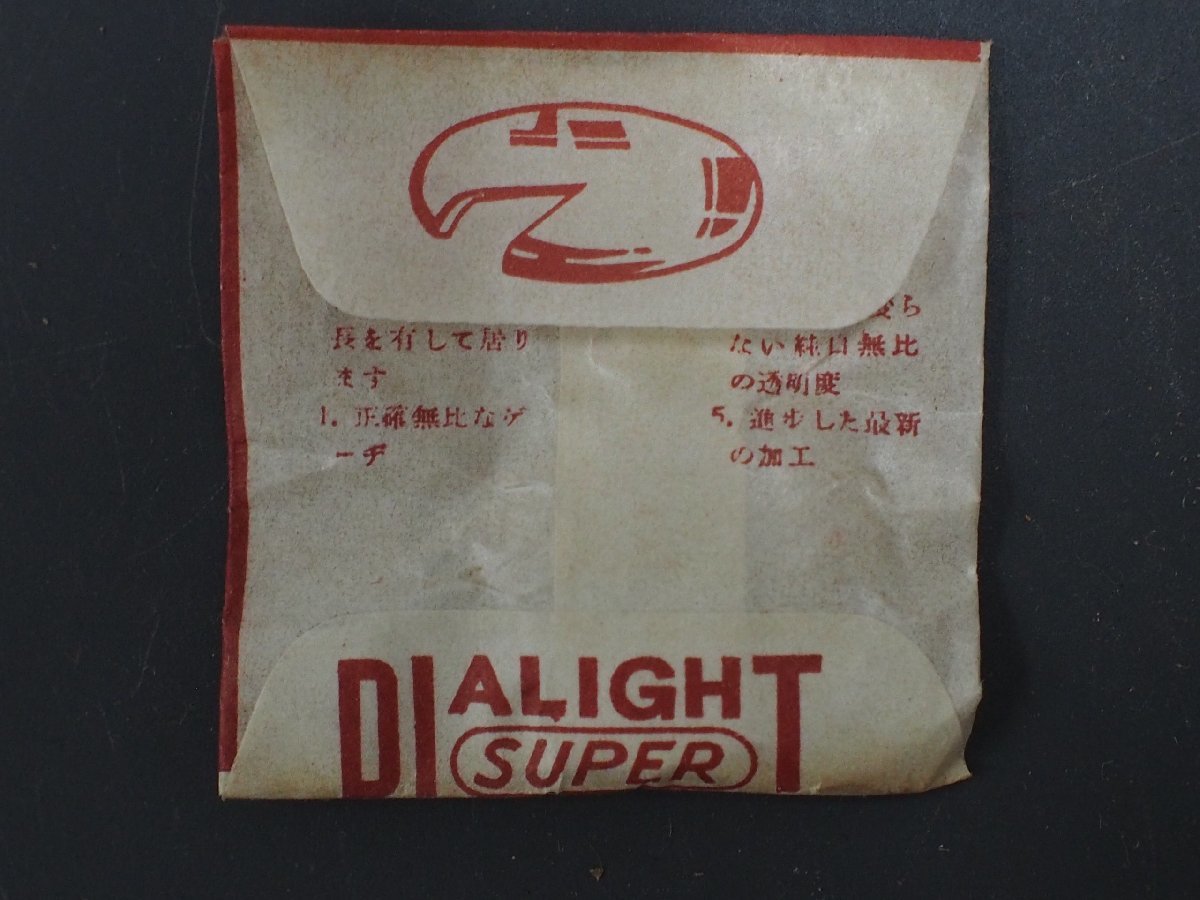 長を有して居り
ます
1. 正確無比なゲ
ーヂ
ら
ない純白無比
の透明度
5. 進歩した最新
の加工
DIALIGHT
SUPER